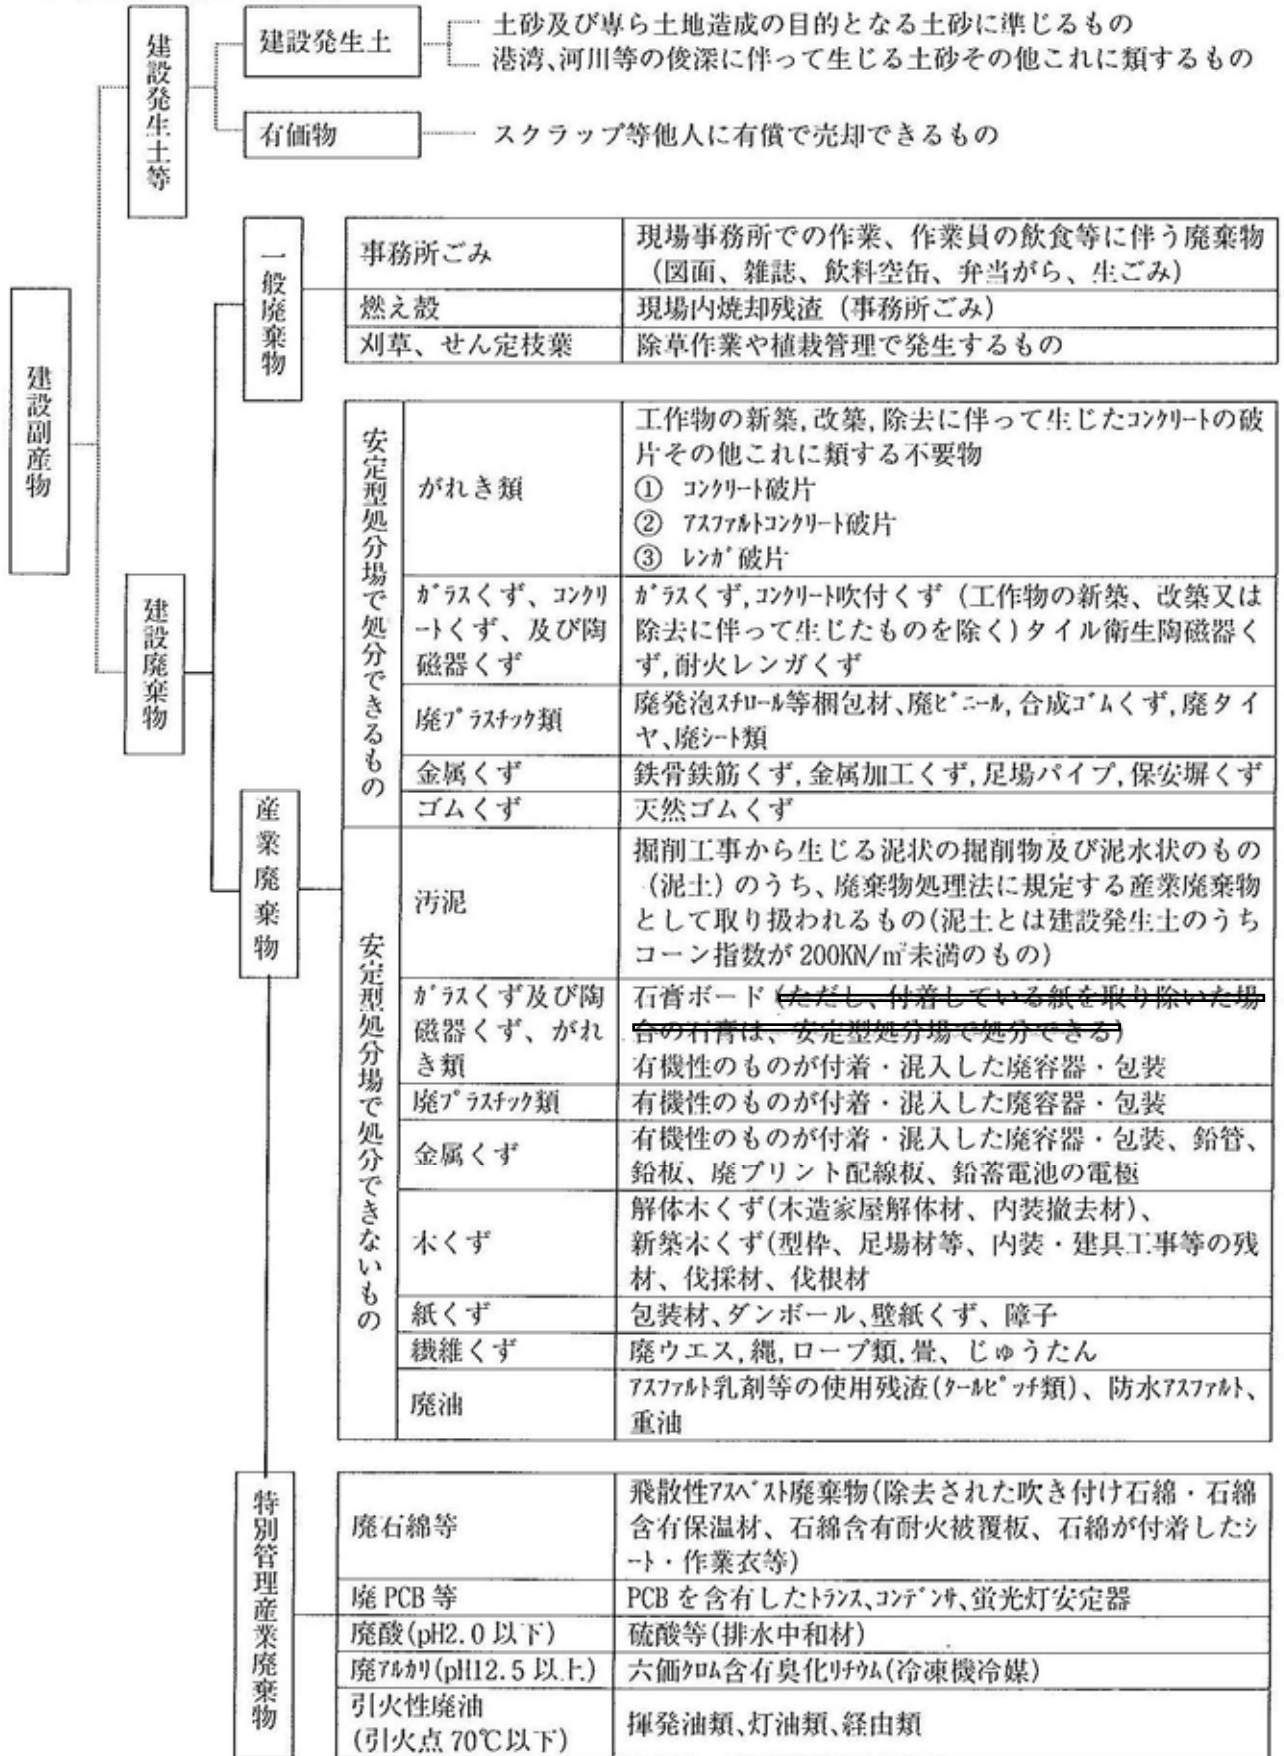 建設副産物
建設発生土等
建設発生土
土砂及び専ら土地造成の目的となる土砂に準じるもの
港湾、河川等の俊深に伴って生じる土砂その他これに類するもの
有価物
スクラップ等他人に有償で売却できるもの
建設廃棄物
一般廃棄物
事務所ごみ
現場事務所での作業、作業員の飲食等に伴う廃棄物
(図面、雑誌、飲料空缶、弁当がら、生ごみ)
燃え殻
現場内焼却残渣(事務所ごみ)
刈草、せん定枝葉
除草作業や植栽管理で発生するもの
産業廃棄物
安定型処分場で処分できるもの
がれき類
工作物の新築,改築,除去に伴って生じたコンクリートの破
片その他これに類する不要物
① コンクリート破片
② アスファルトコンクリート破片
③ レンガ破片
ガラスくず、コンクリ
ートくず、及び陶
磁器くず
ガラスくず,コンクリート吹付くず(工作物の新築、改築又は
除去に伴って生じたものを除く)タイル衛生陶磁器く
ず,耐火レンガくず
廃プラスチック類
廃発泡スチロール等梱包材、廃ビニール,合成ゴムくず,廃タイ
ヤ、廃シート類
金属くず
鉄骨鉄筋くず,金属加工くず,足場パイプ,保安塀くず
ゴムくず
天然ゴムくず
安定型処分場で処分できないもの
汚泥
掘削工事から生じる泥状の掘削物及び泥水状のもの
(泥土)のうち、廃棄物処理法に規定する産業廃棄物
として取り扱われるもの(泥土とは建設発生土のうち
コーン指数が200KN/㎡未満のもの)
ガラスくず及び陶
磁器くず、がれ
き類
石膏ボード(ただし、付着している紙を取り除いた場
合の石膏は、安定型処分場で処分できる)
有機性のものが付着・混入した廃容器・包装
廃プラスチック類
有機性のものが付着・混入した廃容器・包装
金属くず
有機性のものが付着・混入した廃容器・包装、鉛管、
鉛板、廃プリント配線板、鉛蓄電池の電極
木くず
解体木くず(木造家屋解体材、内装撤去材)、
新築木くず(型枠、足場材等、内装・建具工事等の残
材、伐採材、伐根材
紙くず
包装材、ダンボール、壁紙くず、障子
繊維くず
廃ウエス,縄,ロープ類,畳、じゅうたん
廃油
アスファルト乳剤等の使用残渣(タールピッチ類)、防水アスファルト、
重油
特別管理産業廃棄物
廃石綿等
飛散性アスベスト廃棄物(除去された吹き付け石綿・石綿
含有保温材、石綿含有耐火被覆板、石綿が付着したシ
ート・作業衣等)
廃PCB等
PCBを含有したトランス、コンデンサ、蛍光灯安定器
廃酸(pH2.0以下)
硫酸等(排水中和材)
廃アルカリ(pH12.5以上)
六価クロム含有臭化リチウム(冷凍機冷媒)
引火性廃油
(引火点70℃以下)
揮発油類、灯油類、経由類